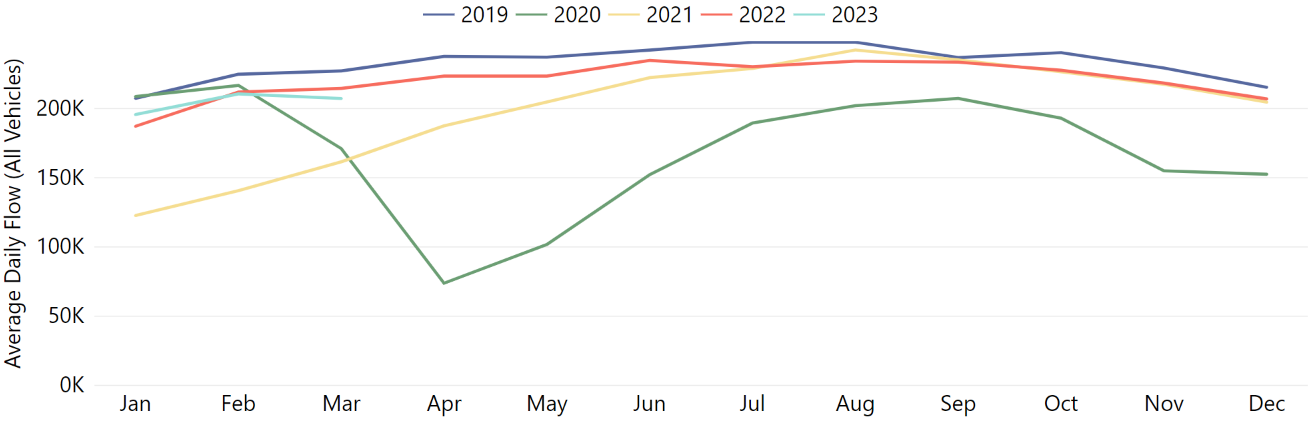 2019 2020 2021 2022 2023
Average Daily Flow (All Vehicles)
200K
150K
100K
50K
0K
Jan Feb Mar Apr May Jun Jul Aug Sep Oct Nov Dec